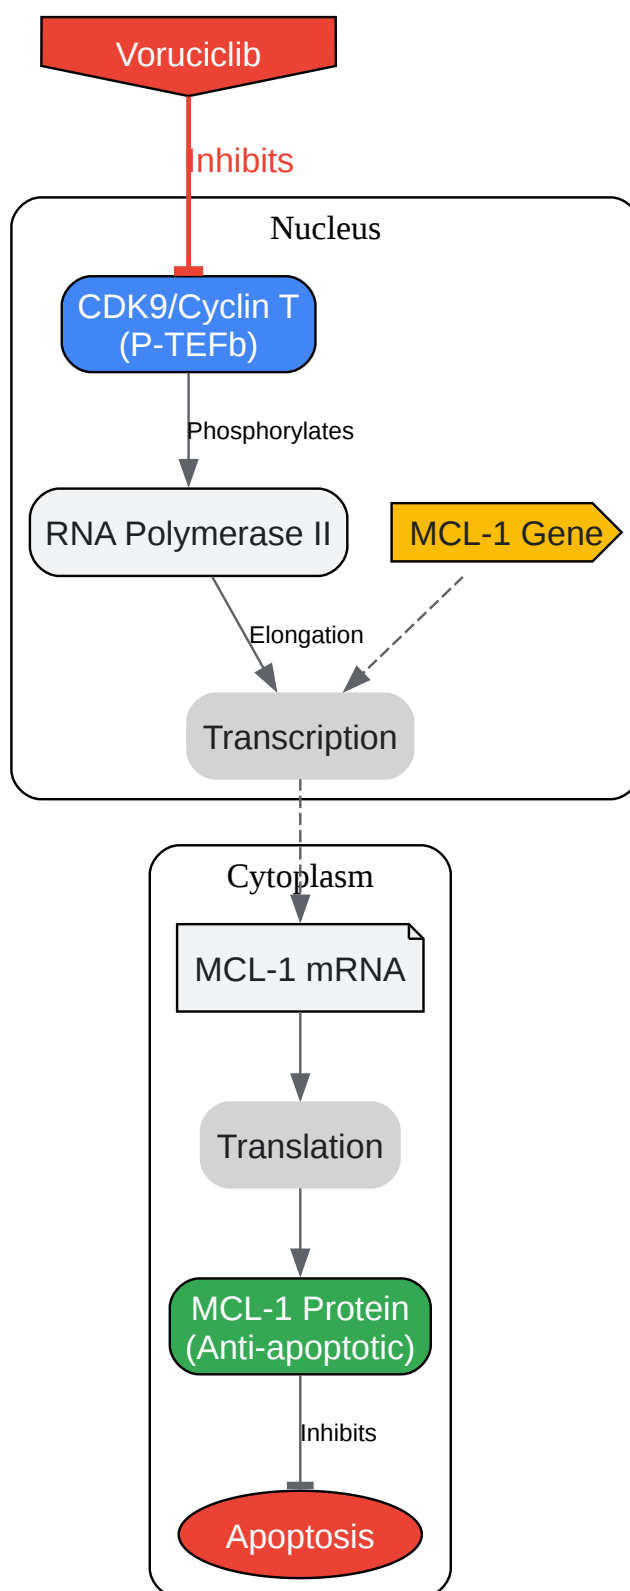 Voruciclib
Inhibits
Nucleus
CDK9/Cyclin T
(P-TEFb)
Phosphorylates
RNA Polymerase II
MCL-1 Gene
Elongation
Transcription
Cytoplasm
MCL-1 mRNA
Translation
MCL-1 Protein
(Anti-apoptotic)
Inhibits
Apoptosis